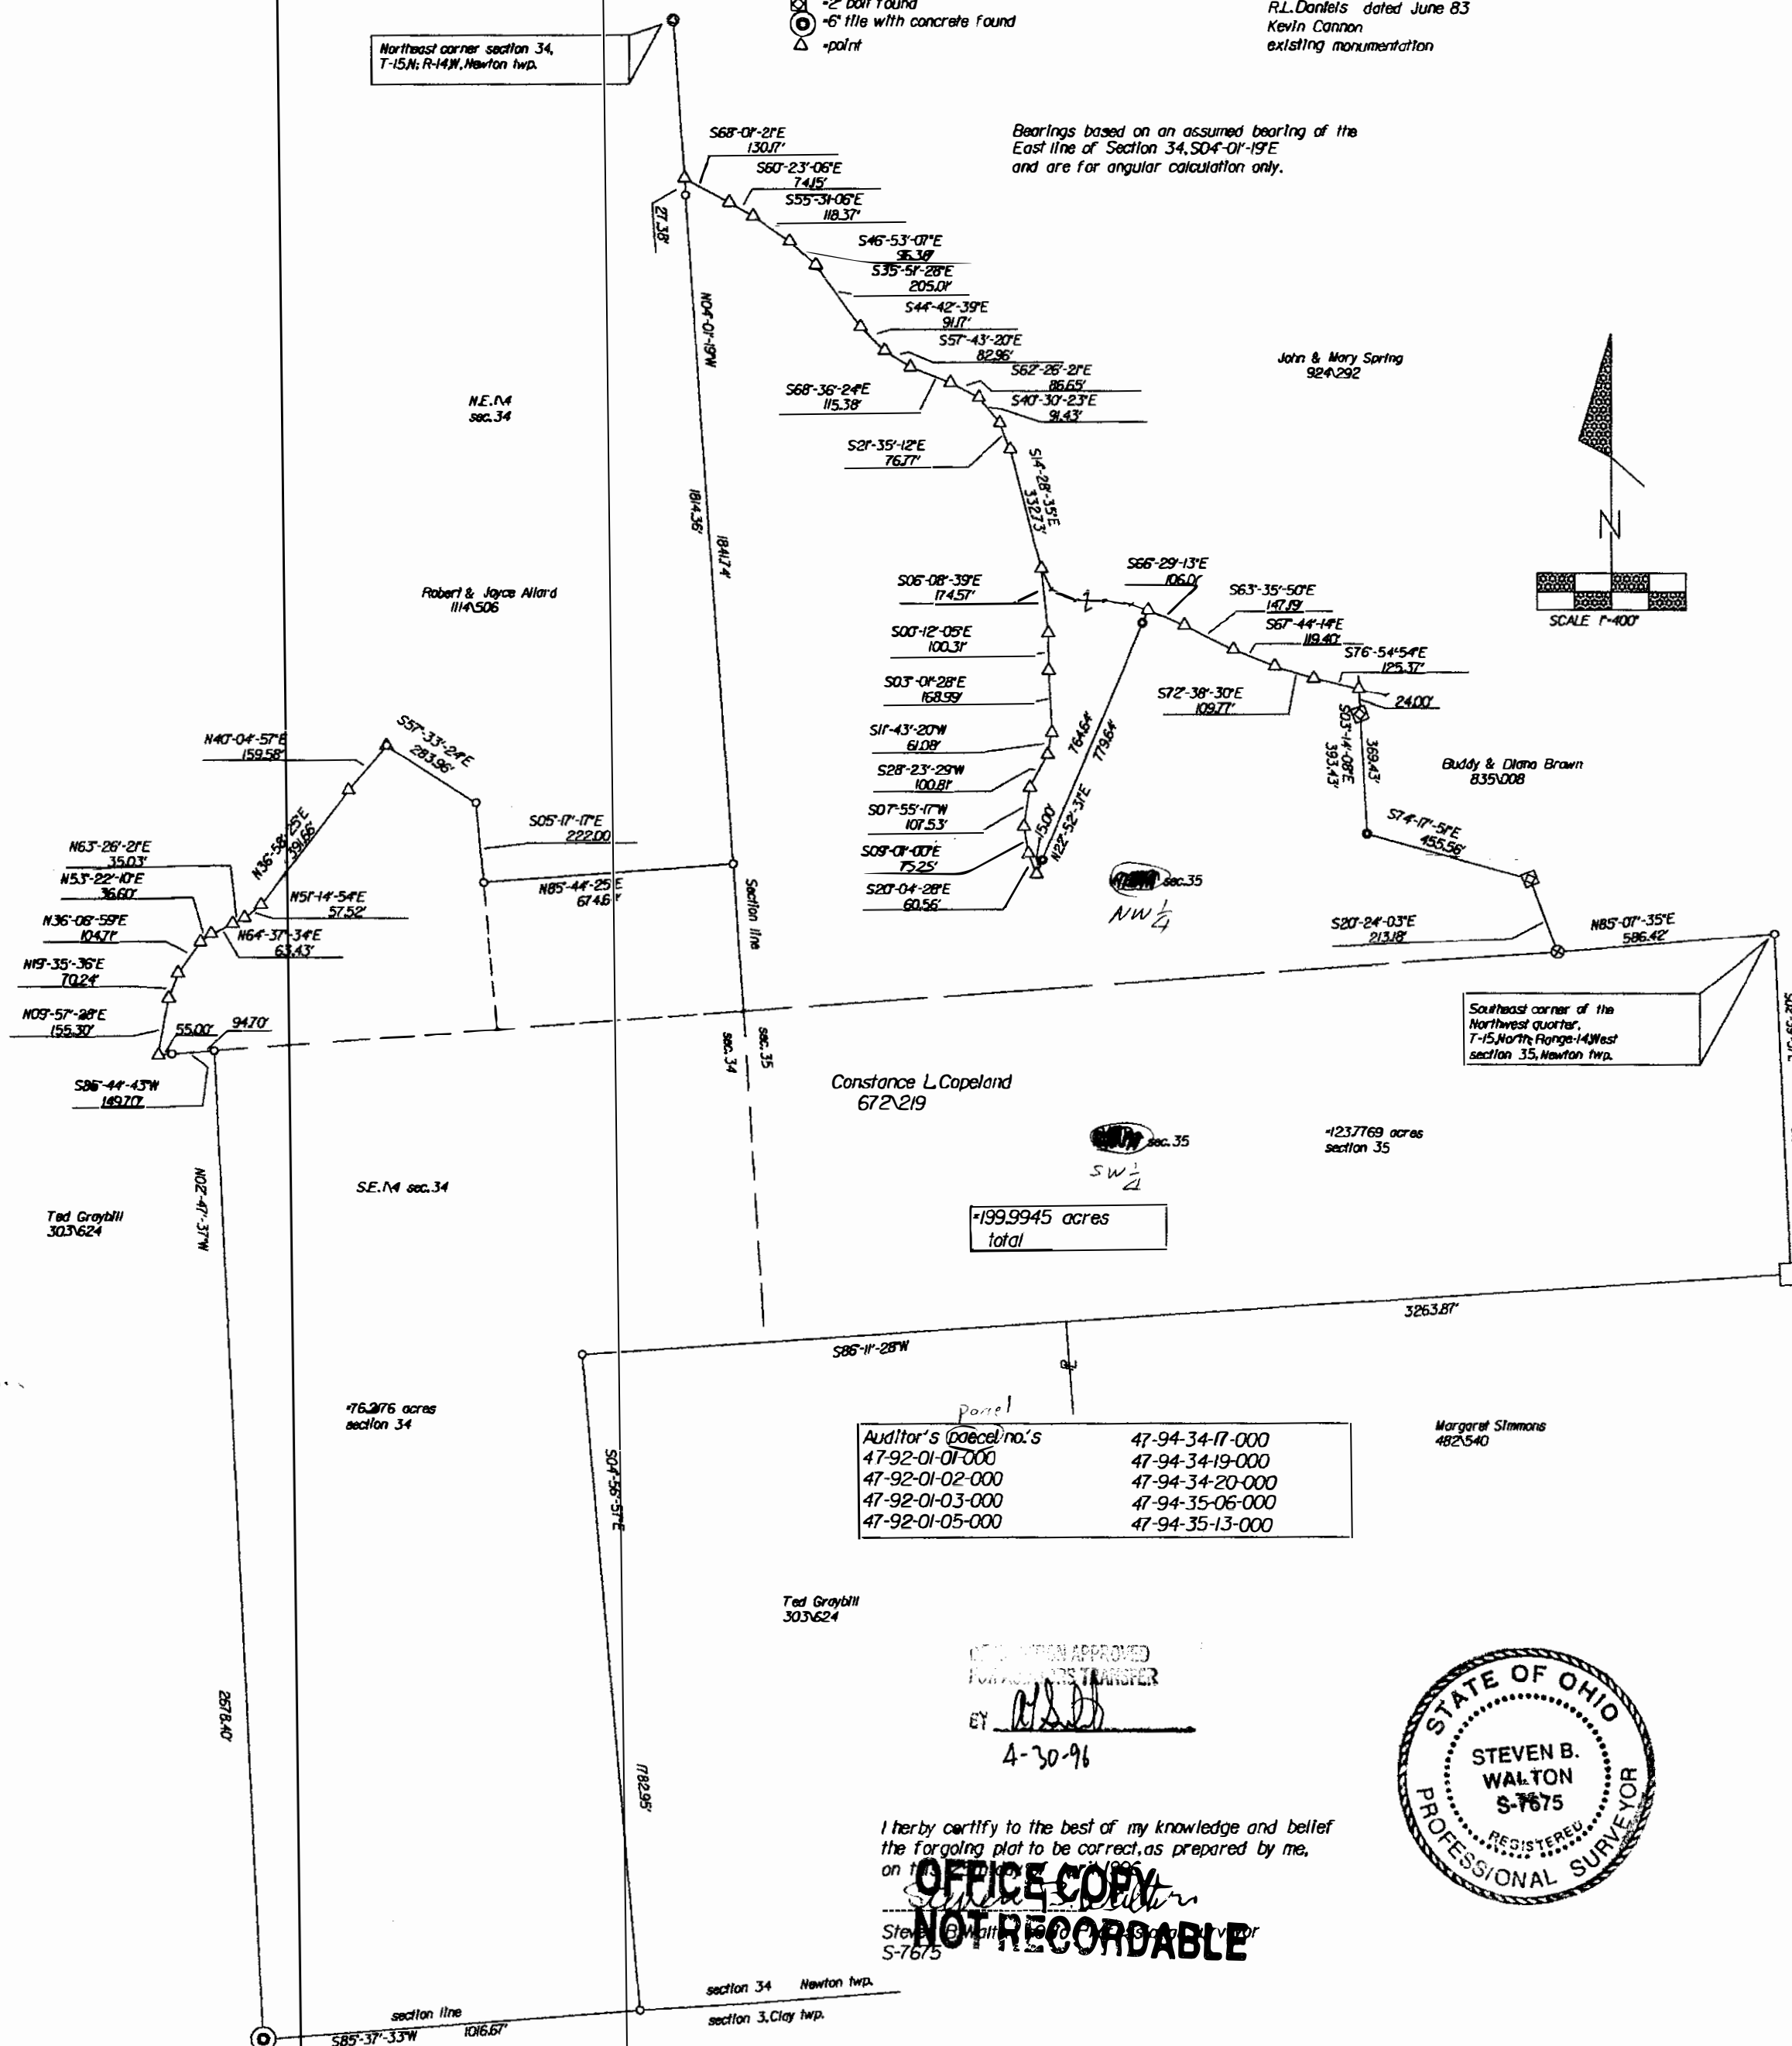 =2" bolt found
=6" tile with concrete found
=point
R.L.Daniels dated June 83
Kevin Cannon
existing monumentation
Northeast corner section 34,
T-15,N; R-14,W, Newton twp.
Bearings based on an assumed bearing of the
East line of Section 34,S04°-01'-19"E
and are for angular calculation only.
S68°-01'-21"E
130.17'
S60°-23'-06"E
74.15'
S55°-31'-06"E
118.37'
27.38'
S46°-53'-07"E
S35°-51'-28"E
205.01'
N04°-01'-19"W
S44°-42'-39"E
91.17'
S57°-43'-20"E
82.96'
S62°-26'-21"E
86.65'
S68°-36'-24"E
115.38'
S40°-30'-23"E
91.43'
S21°-35'-12"E
76.77'
S14°-28'-35"E
332.73'
John & Mary Spring
924\292
N.E.1\4
sec.34
N
SCALE 1"=400'
1814.36'
1841.74'
Robert & Joyce Allard
1114\506
S66°-29'-13"E
106.01'
S06°-08'-39"E
174.57'
S63°-35'-50"E
147.19'
S00°-12'-05"E
100.31'
S67°-44'-14"E
119.40'
S76°-54'-54"E
125.37'
S03°-01'-28"E
168.99'
S72°-38'-30"E
109.77'
24.00'
S03°-14'-08"E
393.43'
369.43'
S11°-43'-20"W
61.08'
764.64'
779.64'
S28°-23'-29"W
100.81'
N22°-52'-31"E
15.00'
Buddy & Diana Brown
835\008
N40°-04'-57"E
159.58'
S57°-33'-24"E
283.96'
S07°-55'-17"W
107.53'
S74°-17'-51"E
455.56'
S05°-17'-17"E
222.00
N36°-58'-25"E
391.66'
N63°-26'-21"E
35.03'
S09°-01'-00"E
75.25'
N53°-22'-10"E
36.60'
N85°-44'-25"E
674.61'
S20°-04'-28"E
60.56'
sec.35
NW 1/4
N51°-14'-54"E
57.52'
N36°-06'-59"E
104.71'
N64°-37'-34"E
63.43'
Section line
S20°-24'-03"E
213.18'
N85°-07'-35"E
586.42'
N19°-35'-36"E
70.24'
N09°-57'-28"E
155.30'
55.00'
94.70'
S86°-44'-43"W
149.70'
sec.34
sec.35
Southeast corner of the
Northwest quarter,
T-15,North; Range-14,West
section 35, Newton twp.
Constance L.Copeland
672\219
sec.35
SW 1/4
=123.7769 acres
section 35
S.E.1\4 sec.34
N02°-47'-37"W
Ted Graybill
303\624
=199.9945 acres
total
3263.87'
S86°-11'-28"W
=76.2176 acres
section 34
parcel
Auditor's paecel no.'s
47-92-01-01-000 47-94-34-17-000
47-92-01-02-000 47-94-34-19-000
47-92-01-03-000 47-94-34-20-000
47-92-01-05-000 47-94-35-06-000
47-94-35-13-000
Margaret Simmons
482\540
S04°-56'-57"E
Ted Graybill
303\624
APPROVED
FOR AUDITORS TRANSFER
BY
4-30-96
2678.40'
1782.95'
STATE OF OHIO
STEVEN B.
WALTON
S-7675
REGISTERED
PROFESSIONAL SURVEYOR
I herby certify to the best of my knowledge and belief
the forgoing plat to be correct,as prepared by me,
on
OFFICE COPY
Steven B. Walton
NOT RECORDABLE
S-7675
section 34 Newton twp.
section line
section 3,Clay twp.
S85°-37'-33"W 1016.67'